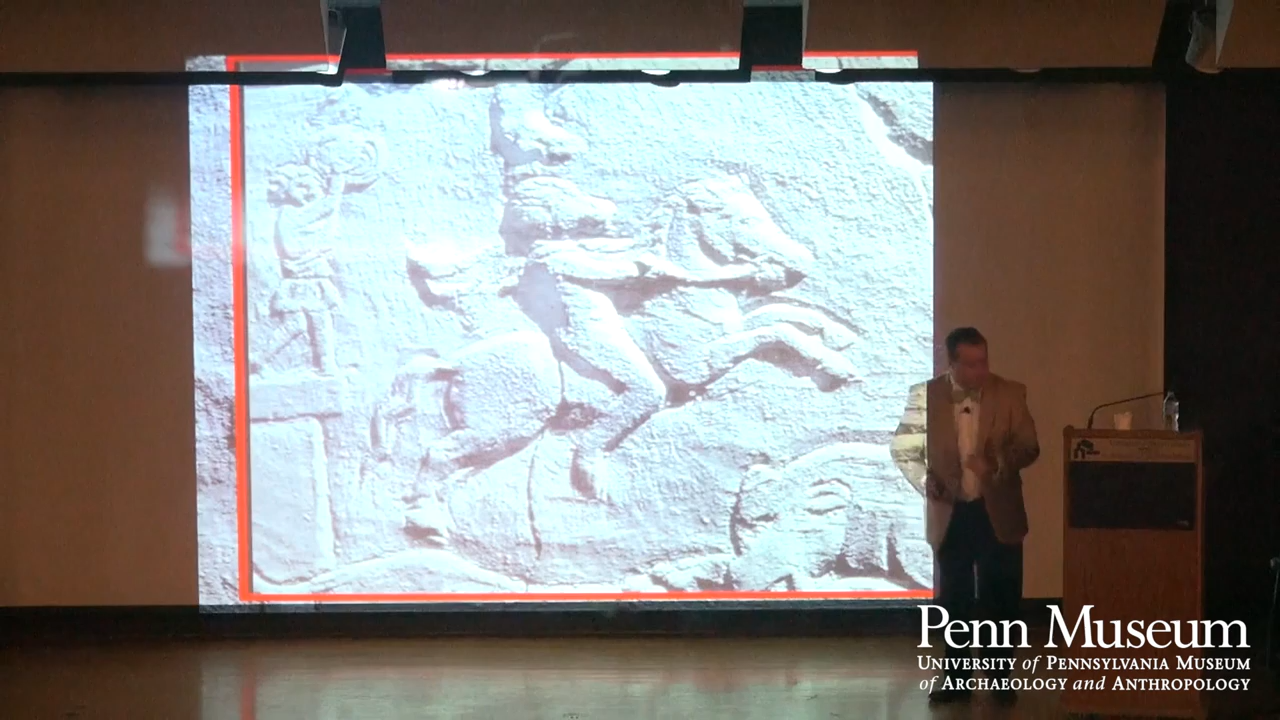 Penn Museum
University of Pennsylvania Museum
of Archaeology and Anthropology